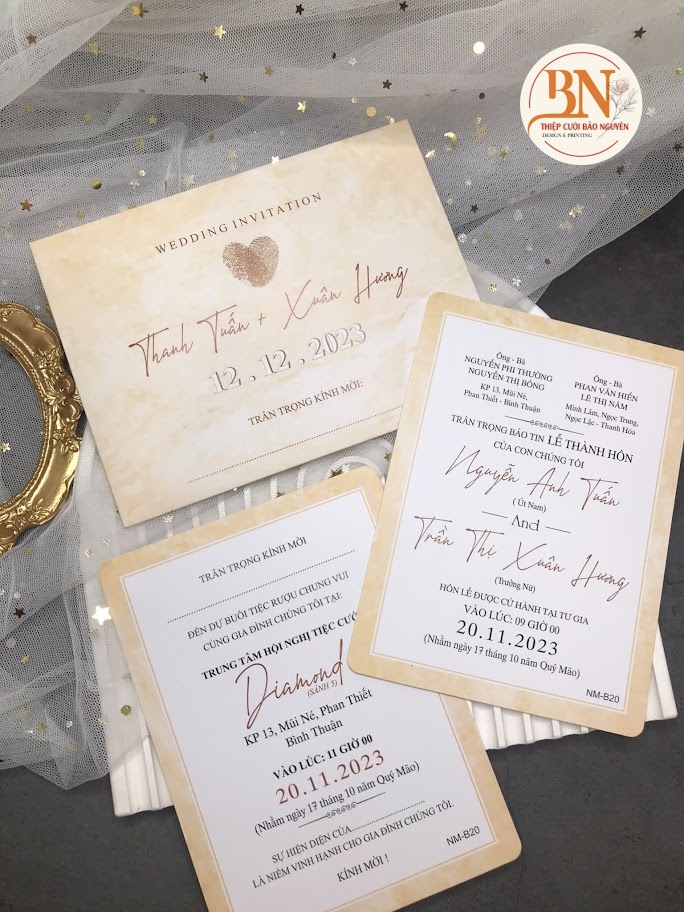 BN
THIỆP CƯỚI BẢO NGUYÊN
DESIGN & PRINTING
WEDDING INVITATION
Thanh Tuấn + Xuân Hương
12.12.2023
TRÂN TRỌNG KÍNH MỜI:
Ông - Bà
NGUYỄN PHI THƯỜNG
NGUYỄN THỊ BÔNG
KP 13, Mũi Né,
Phan Thiết - Bình Thuận
Ông - Bà
PHAN VĂN HIỀN
LÊ THỊ NĂM
Minh Lâm, Ngọc Trung,
Ngọc Lặc - Thanh Hóa
TRÂN TRỌNG BÁO TIN LỄ THÀNH HÔN
CỦA CON CHÚNG TÔI
Nguyễn Anh Tuấn
(Út Nam)
And
Trần Thị Xuân Hương
(Trưởng Nữ)
HÔN LỄ ĐƯỢC CỬ HÀNH TẠI TƯ GIA
VÀO LÚC: 09 GIỜ 00
20.11.2023
(Nhằm ngày 17 tháng 10 năm Quý Mão)
NM-B20
TRÂN TRỌNG KÍNH MỜI
ĐẾN DỰ BUỔI TIỆC RƯỢU CHUNG VUI
CÙNG GIA ĐÌNH CHÚNG TÔI TẠI:
TRUNG TÂM HỘI NGHỊ TIỆC CƯỚ
Diamond
(SẢNH 5)
KP 13, Mũi Né, Phan Thiết
Bình Thuận
VÀO LÚC: 11 GIỜ 00
20.11.2023
(Nhằm ngày 17 tháng 10 năm Quý Mão)
SỰ HIỆN DIỆN CỦA....................
LÀ NIỀM VINH HẠNH CHO GIA ĐÌNH CHÚNG TÔI.
KÍNH MỜI !
NM-B20